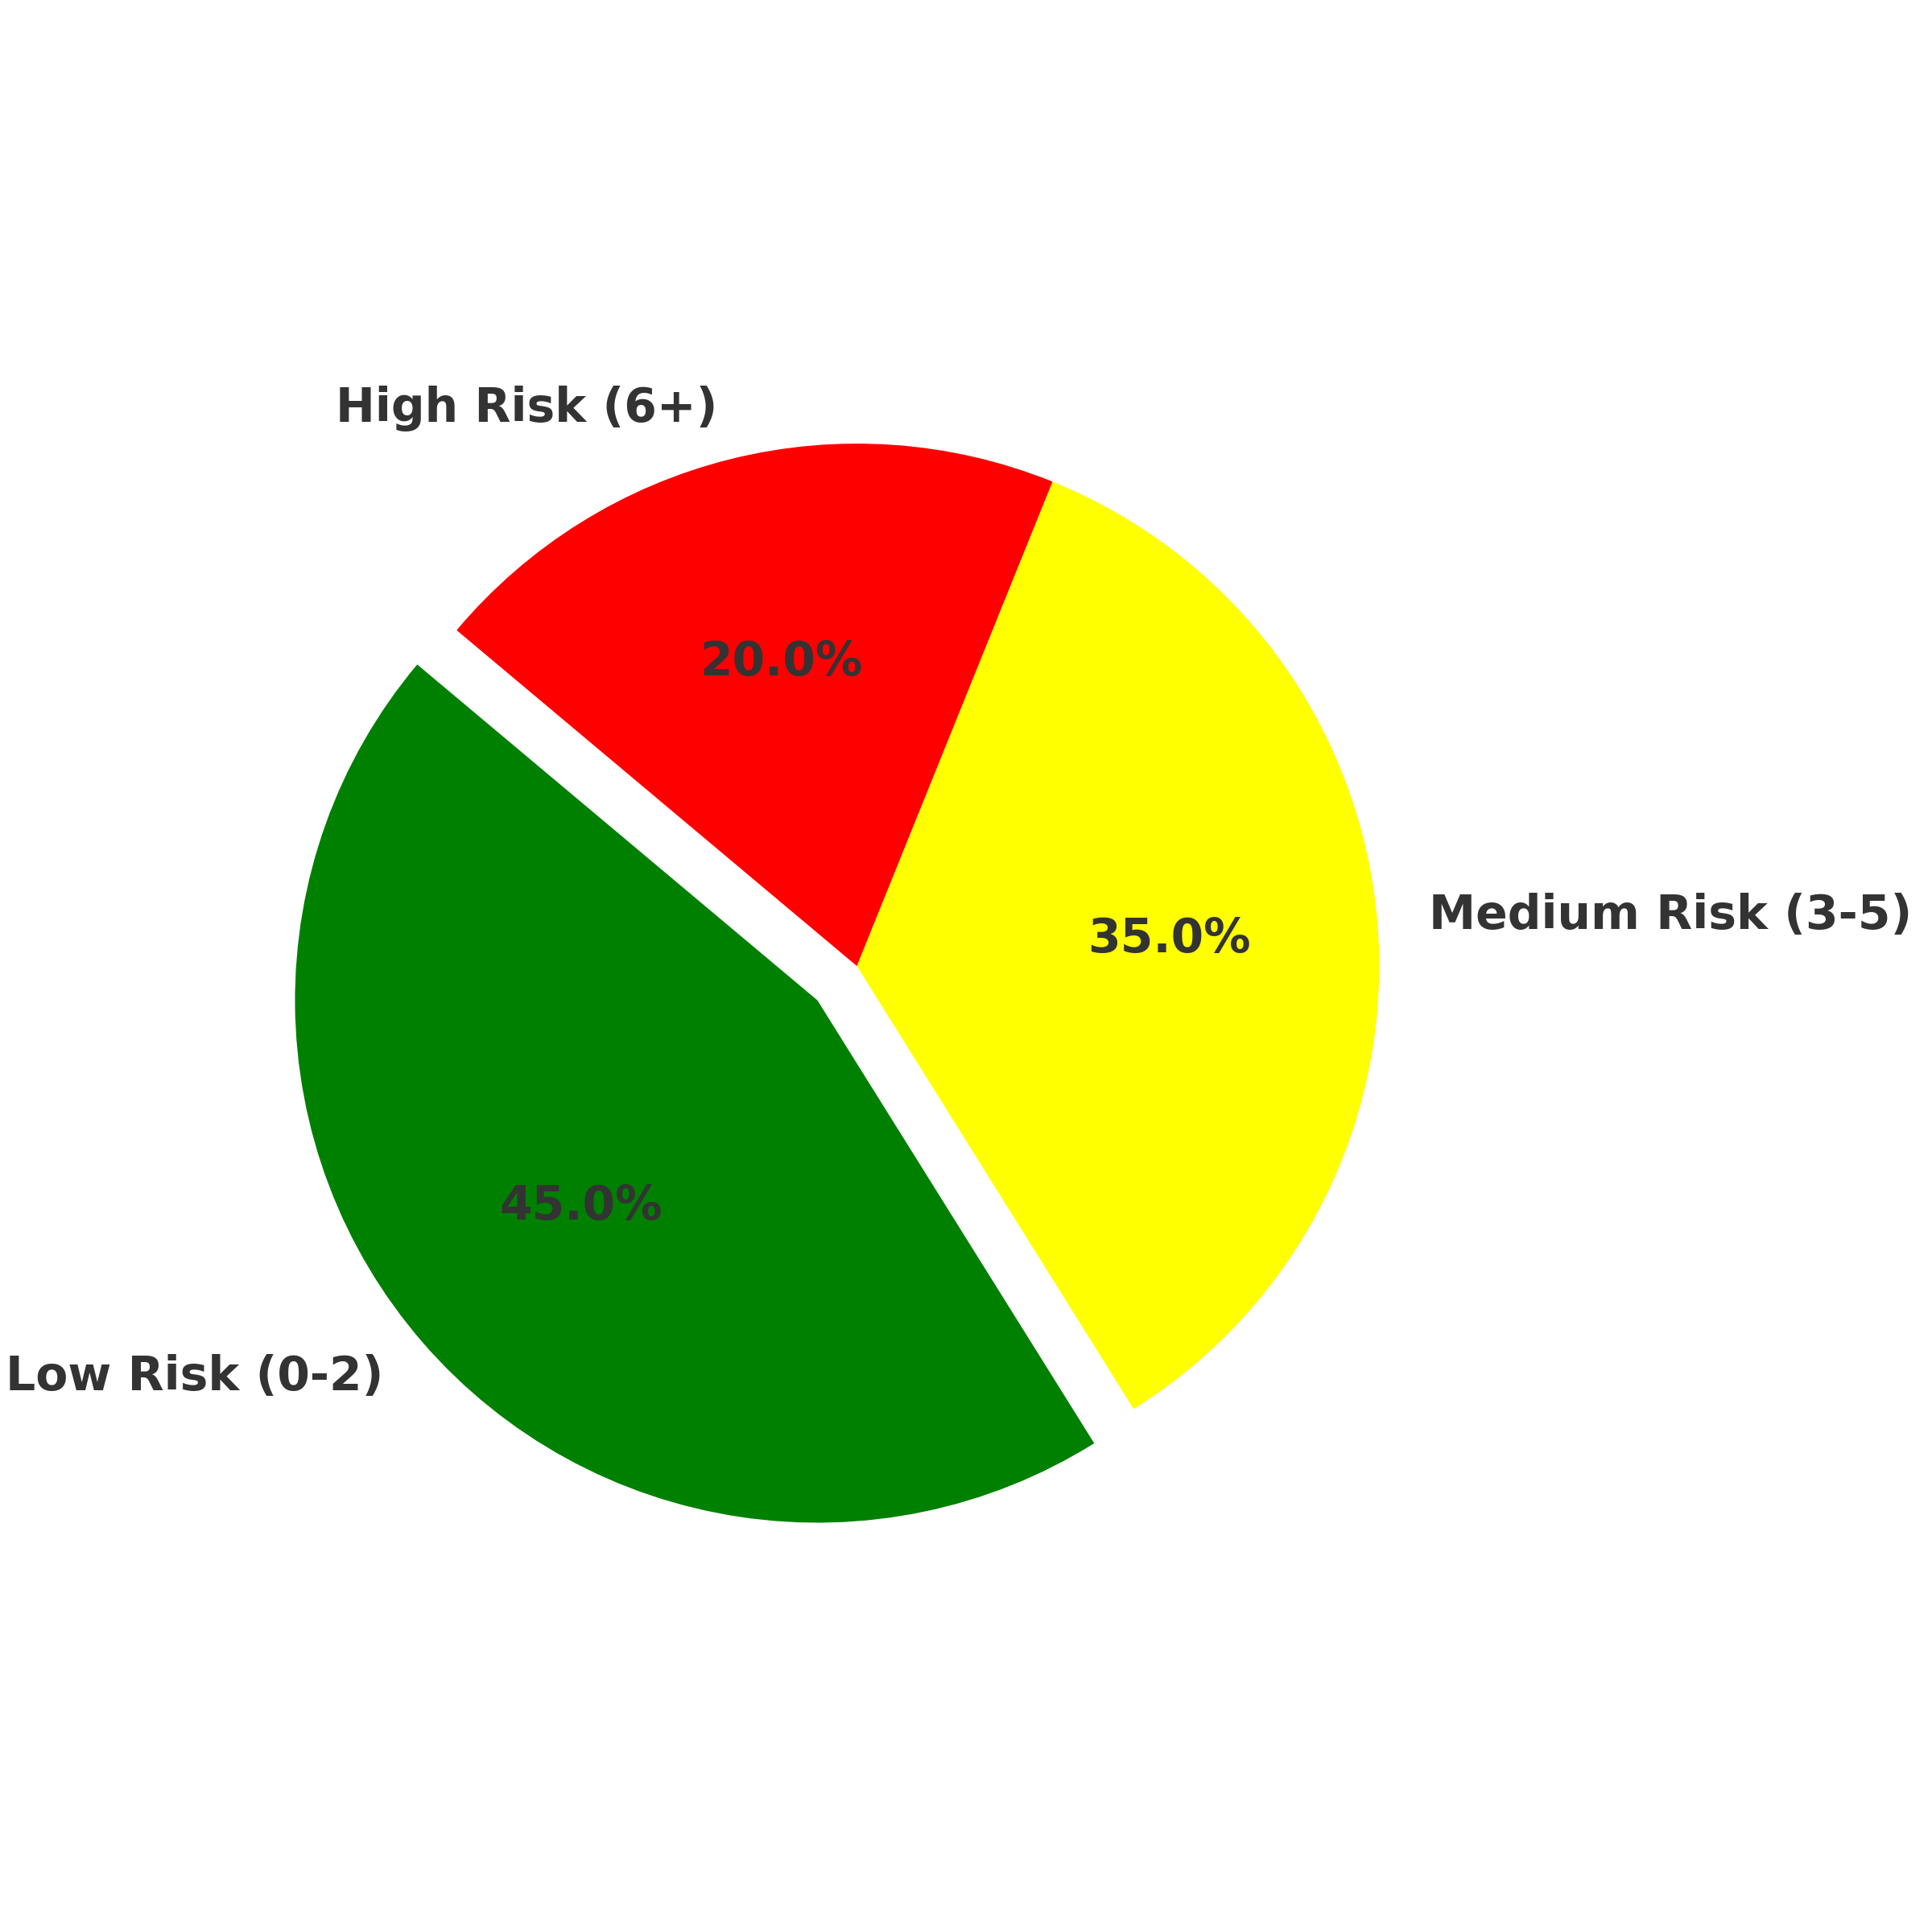 High Risk (6+)
20.0%
Medium Risk (3-5)
35.0%
45.0%
Low Risk (0-2)